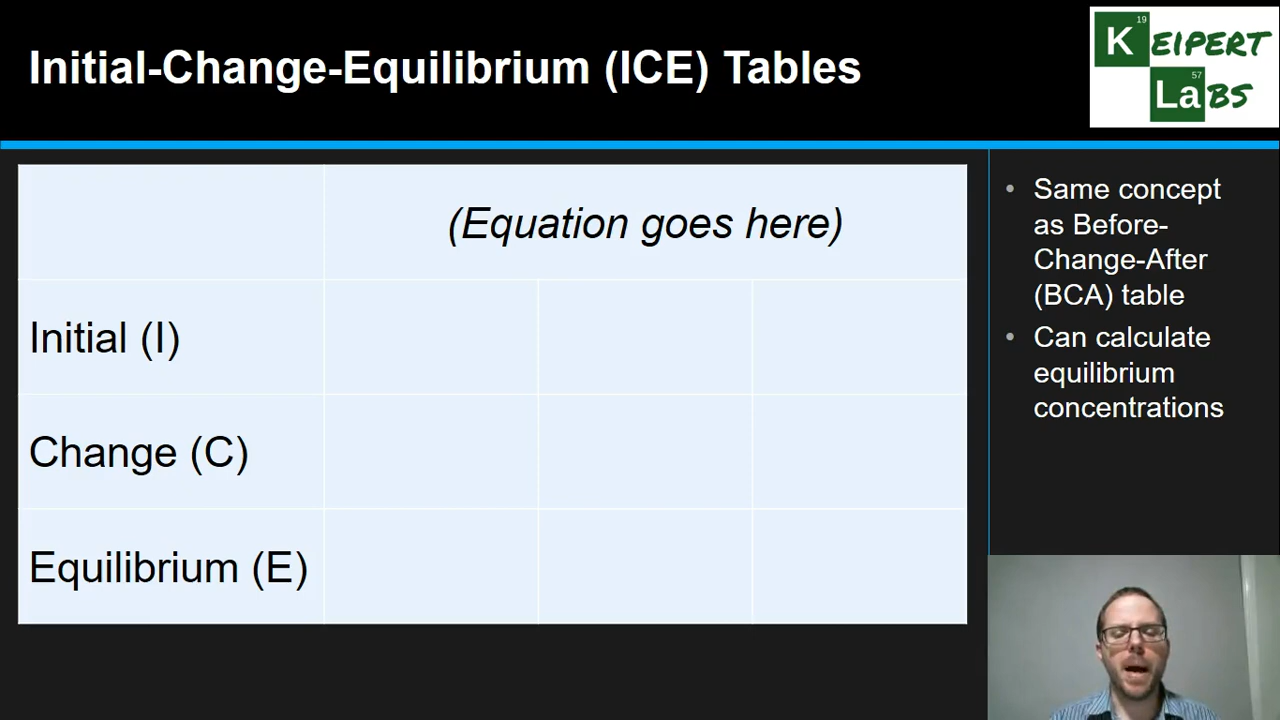 Initial-Change-Equilibrium (ICE) Tables
19
KEIPERT
57
LaBS
(Equation goes here)
Initial (I)
Change (C)
Equilibrium (E)
• Same concept
as Before-
Change-After
(BCA) table
• Can calculate
equilibrium
concentrations